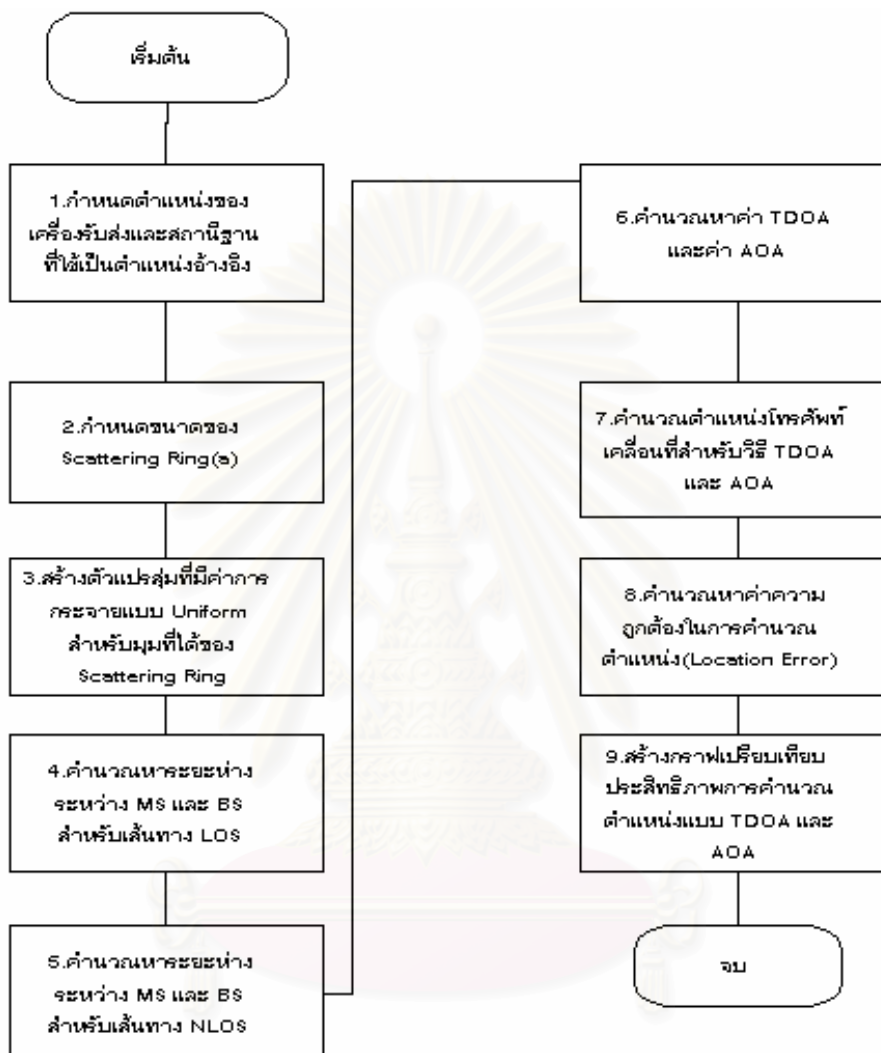 เริ่มต้น
1.กำหนดตำแหน่งของ
เครื่องรับส่งและสถานีฐาน
ที่ใช้เป็นตำแหน่งอ้างอิง
2.กำหนดขนาดของ
Scattering Ring(a)
3.สร้างตัวแปรสุ่มที่มีค่าการ
กระจายแบบ Uniform
สำหรับมุมที่ได้ของ
Scattering Ring
4.คำนวณหาระยะห่าง
ระหว่าง MS และ BS
สำหรับเส้นทาง LOS
5.คำนวณหาระยะห่าง
ระหว่าง MS และ BS
สำหรับเส้นทาง NLOS
6.คำนวณหาค่า TDOA
และค่า AOA
7.คำนวณตำแหน่งโทรศัพท์
เคลื่อนที่สำหรับวิธี TDOA
และ AOA
8.คำนวณหาค่าความ
ถูกต้องในการคำนวณ
ตำแหน่ง(Location Error)
9.สร้างกราฟเปรียบเทียบ
ประสิทธิภาพการคำนวณ
ตำแหน่งแบบ TDOA และ
AOA
จบ